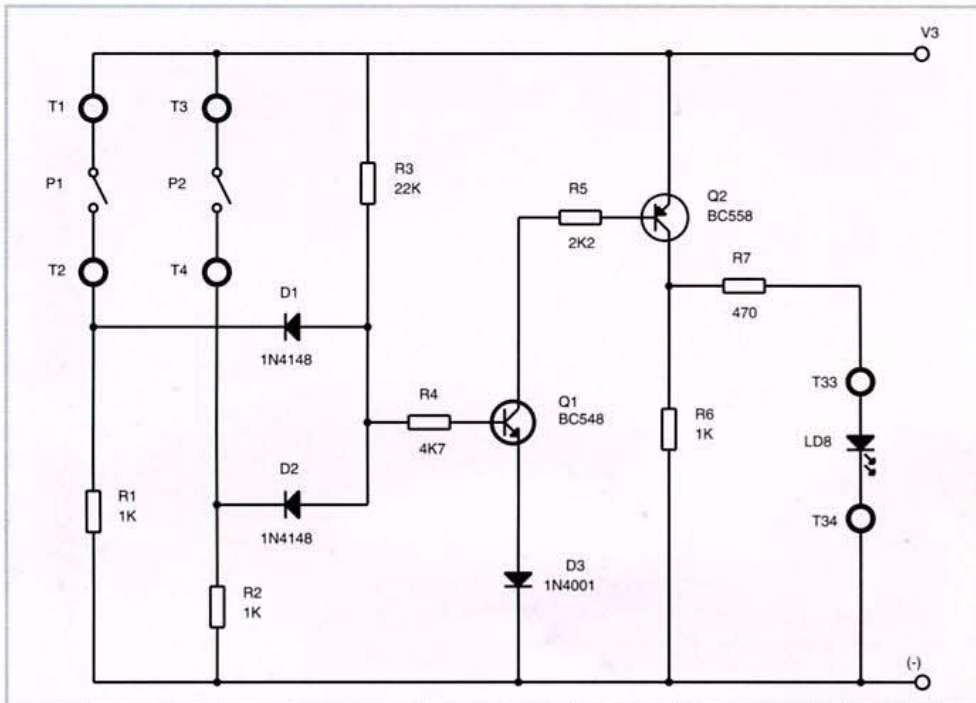 V3
T1
T3
P1
P2
R3
22K
R5
2K2
Q2
BC558
T2
T4
R7
470
D1
1N4148
T33
R4
4K7
Q1
BC548
R6
1K
LD8
D2
1N4148
R1
1K
T34
D3
1N4001
R2
1K
(-)